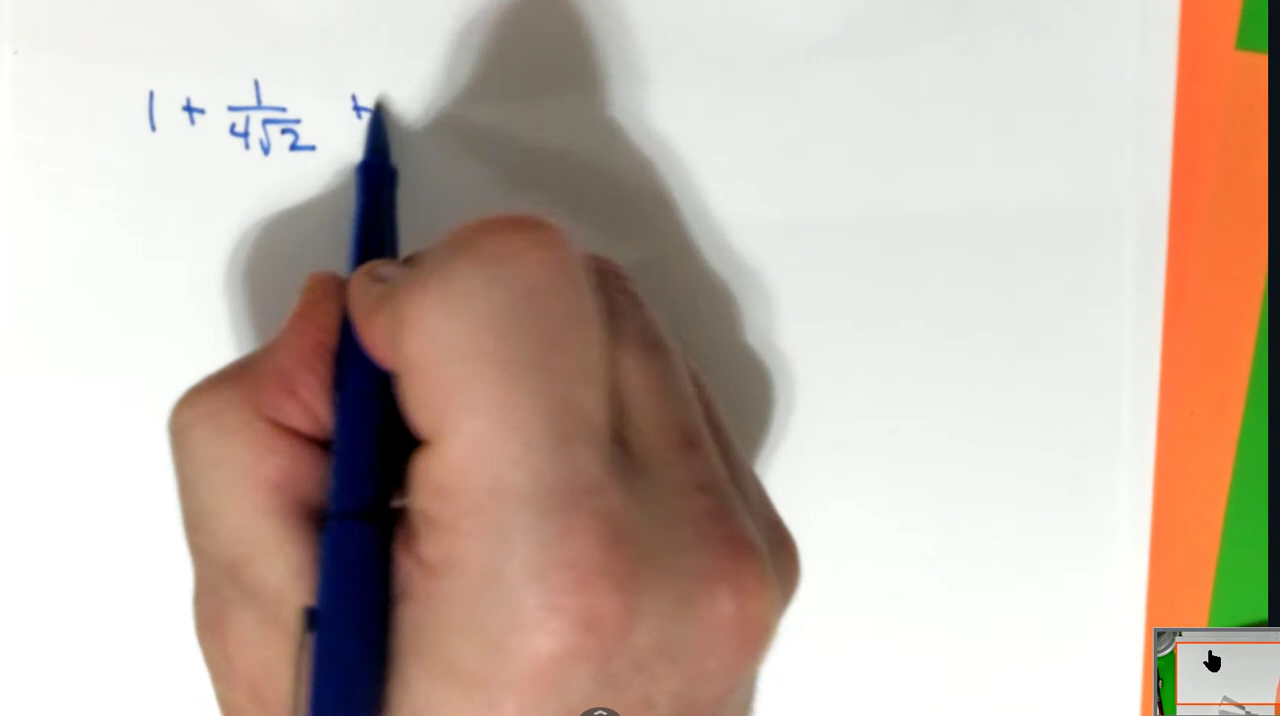 1 + 1/4√2 +